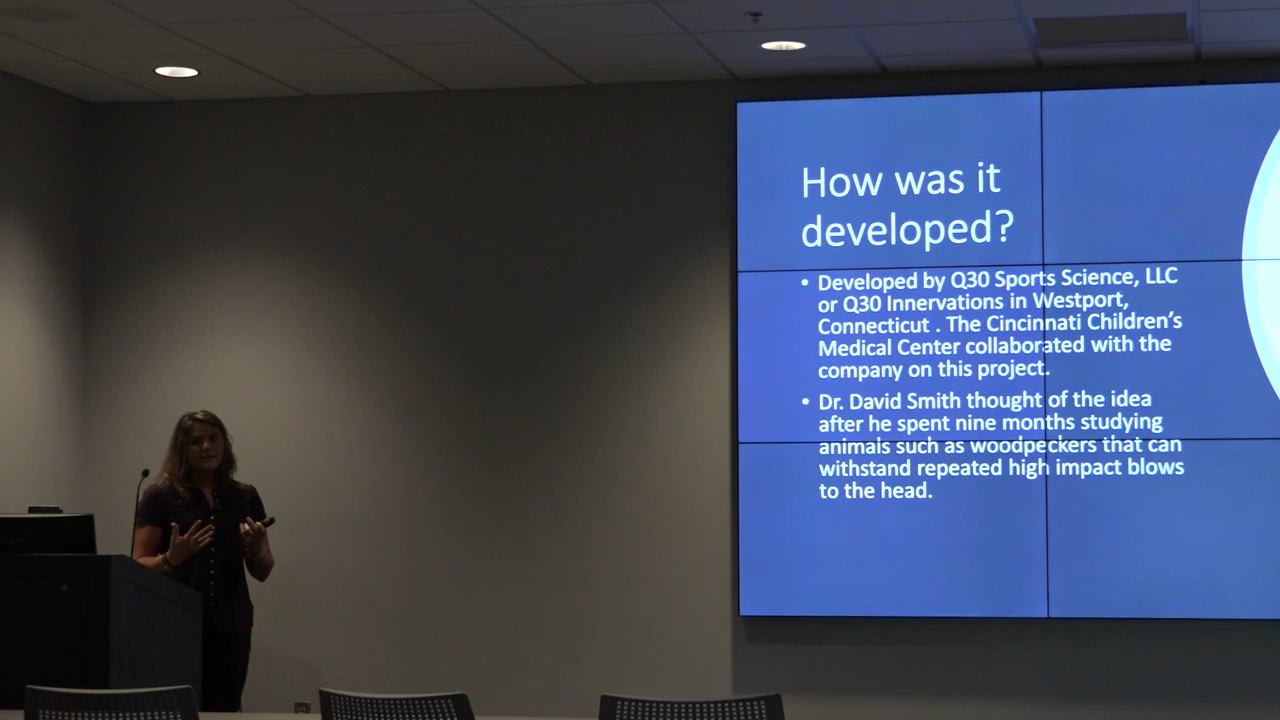 How was it
developed?
• Developed by Q30 Sports Science, LLC
or Q30 Innervations in Westport,
Connecticut . The Cincinnati Children's
Medical Center collaborated with the
company on this project.
• Dr. David Smith thought of the idea
after he spent nine months studying
animals such as woodpeckers that can
withstand repeated high impact blows
to the head.